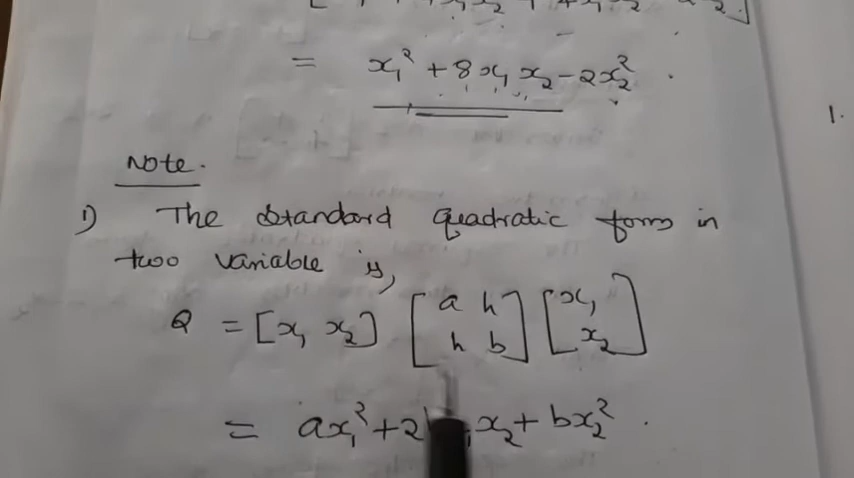 = x₁² + 8x₁x₂ - 2x₂².
1.
Note.
1) The standard quadratic form in
two variable is,
Q = [x₁ x₂] [a h h b] [x₁ x₂]
= ax₁² + 2 x₂ + bx₂².